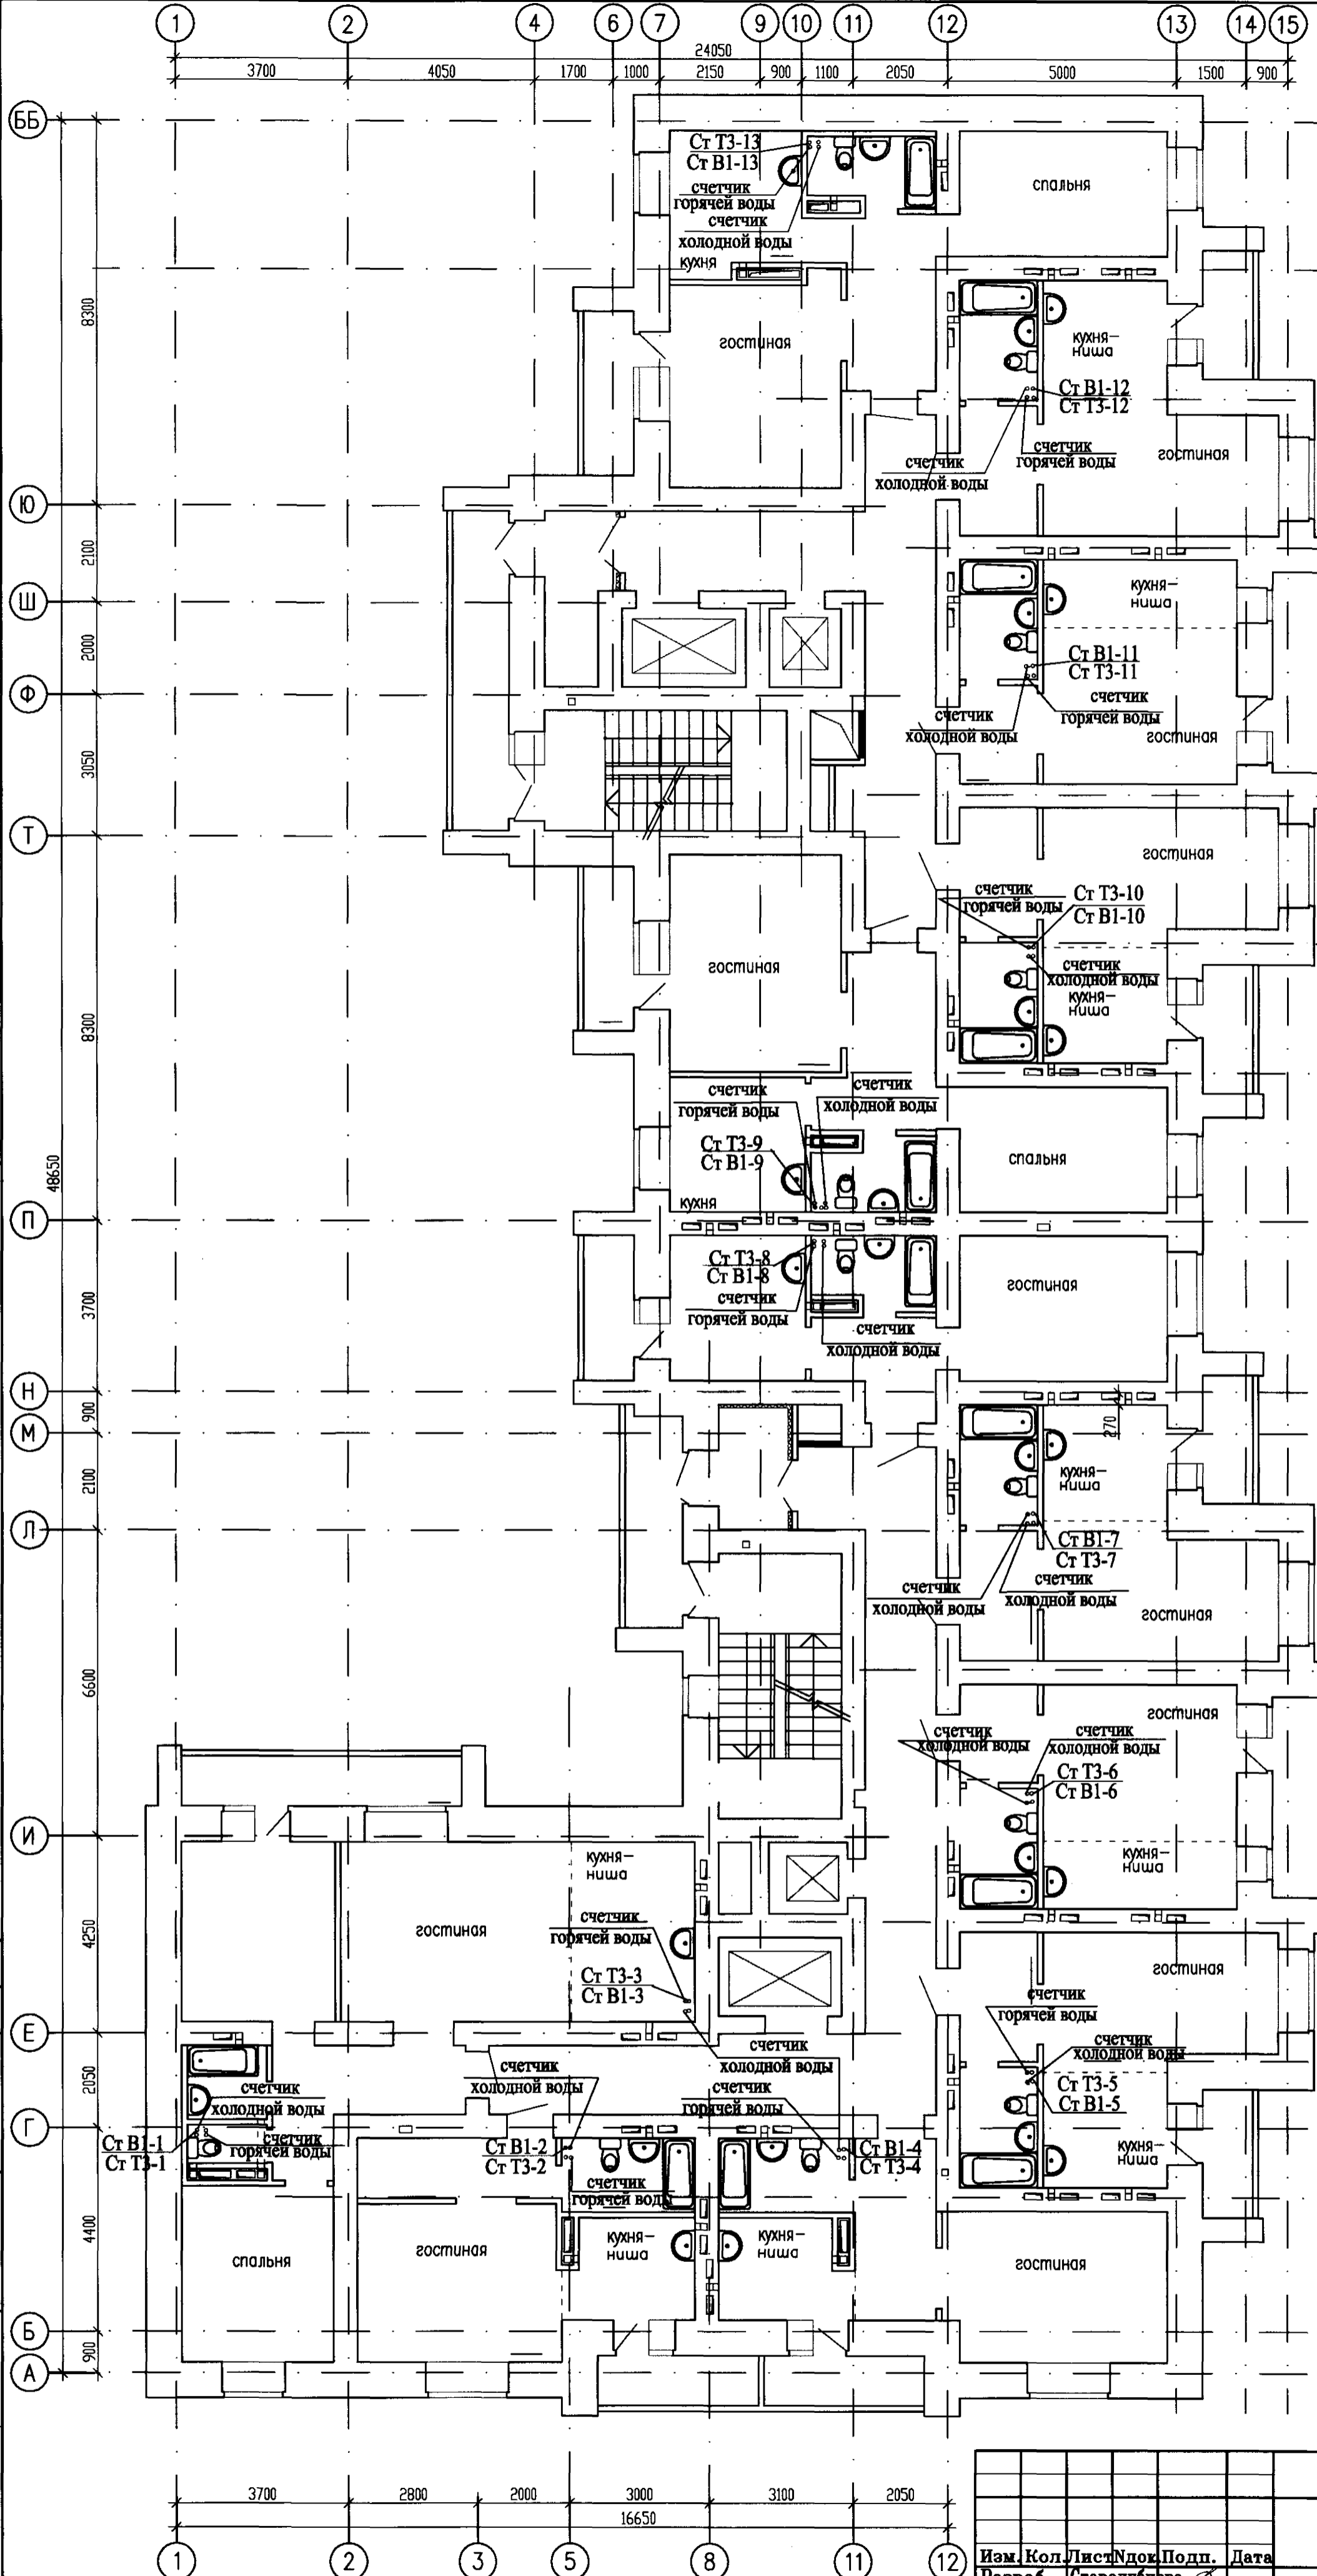 1 2 4 6 7 9 10 11 12 13 14 15
24050
3700 4050 1700 1000 2150 900 1100 2050 5000 1500 900
ББ
Ст Т3-13
Ст В1-13
счетчик
горячей воды
счетчик
холодной воды
кухня
спальня
8300
гостиная
кухня-
ниша
Ст В1-12
Ст Т3-12
счетчик
горячей воды
счетчик
холодной воды
гостиная
Ю
2100
Ш
кухня-
ниша
2000
Ст В1-11
Ст Т3-11
Ф
счетчик
горячей воды
счетчик
холодной воды
гостиная
3050
Т
гостиная
счетчик
горячей воды
Ст Т3-10
Ст В1-10
гостиная
счетчик
холодной воды
кухня-
ниша
8300
счетчик
горячей воды
счетчик
холодной воды
Ст Т3-9
Ст В1-9
спальня
48650
кухня
П
Ст Т3-8
Ст В1-8
счетчик
горячей воды
гостиная
3700
счетчик
холодной воды
Н
900
270
М
2100
кухня-
ниша
Л
Ст В1-7
Ст Т3-7
счетчик
холодной воды
счетчик
холодной воды
гостиная
6600
гостиная
счетчик
холодной воды
счетчик
холодной воды
Ст Т3-6
Ст В1-6
И
кухня-
ниша
кухня-
ниша
4250
гостиная
счетчик
горячей воды
Ст Т3-3
Ст В1-3
гостиная
счетчик
горячей воды
Е
счетчик
холодной воды
счетчик
холодной воды
2050
счетчик
холодной воды
счетчик
холодной воды
счетчик
горячей воды
Ст Т3-5
Ст В1-5
Г
Ст В1-1
Ст Т3-1
счетчик
горячей воды
Ст В1-2
Ст Т3-2
Ст В1-4
Ст Т3-4
кухня-
ниша
счетчик
горячей воды
4400
спальня
гостиная
кухня-
ниша
кухня-
ниша
гостиная
Б
900
А
3700 2800 2000 3000 3100 2050
16650
1 2 3 5 8 11 12
Изм. Кол. Лист Nдок. Подп. Дата